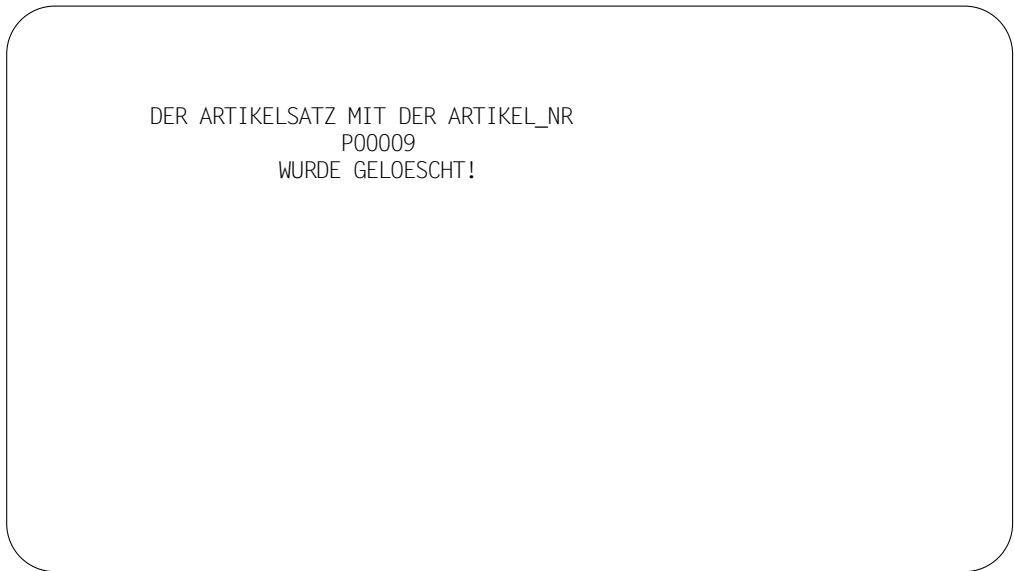 DER ARTIKELSATZ MIT DER ARTIKEL_NR
P00009
WURDE GELOESCHT!